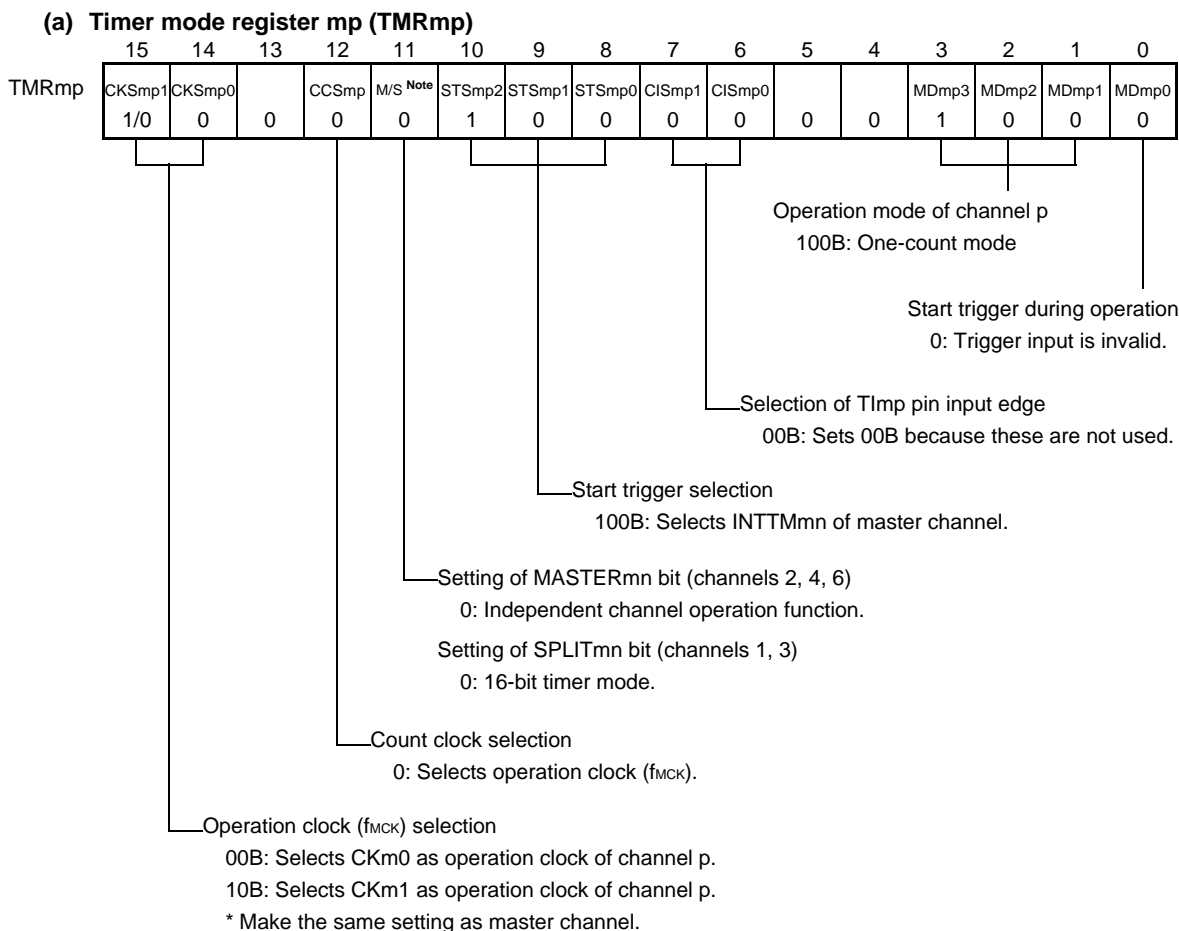 (a) Timer mode register mp (TMRmp)
15 14 13 12 11 10 9 8 7 6 5 4 3 2 1 0
TMRmp CKSmp1 CKSmp0 CCSmp M/S Note STSmp2 STSmp1 STSmp0 CISmp1 CISmp0 MDmp3 MDmp2 MDmp1 MDmp0
1/0 0 0 0 0 1 0 0 0 0 0 0 1 0 0 0
Operation mode of channel p
100B: One-count mode
Start trigger during operation
0: Trigger input is invalid.
Selection of TImp pin input edge
00B: Sets 00B because these are not used.
Start trigger selection
100B: Selects INTTMmn of master channel.
Setting of MASTERmn bit (channels 2, 4, 6)
0: Independent channel operation function.
Setting of SPLITmn bit (channels 1, 3)
0: 16-bit timer mode.
Count clock selection
0: Selects operation clock (fMCK).
Operation clock (fMCK) selection
00B: Selects CKm0 as operation clock of channel p.
10B: Selects CKm1 as operation clock of channel p.
* Make the same setting as master channel.